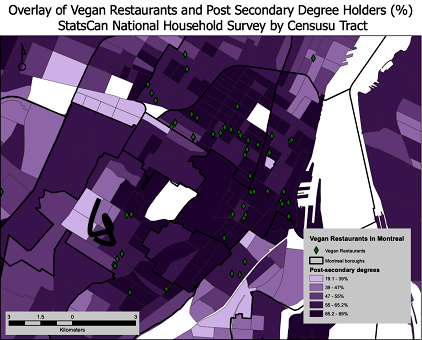 Overlay of Vegan Restaurants and Post Secondary Degree Holders (%)
StatsCan National Household Survey by Censusu Tract
Vegan Restaurants in Montreal
Vegan Restaurants
Montreal boroughs
Post-secondary degrees
19.1 - 39%
39 - 47%
47 - 55%
55 - 65.2%
65.2 - 89%
3 1.5 0 3
Kilometers